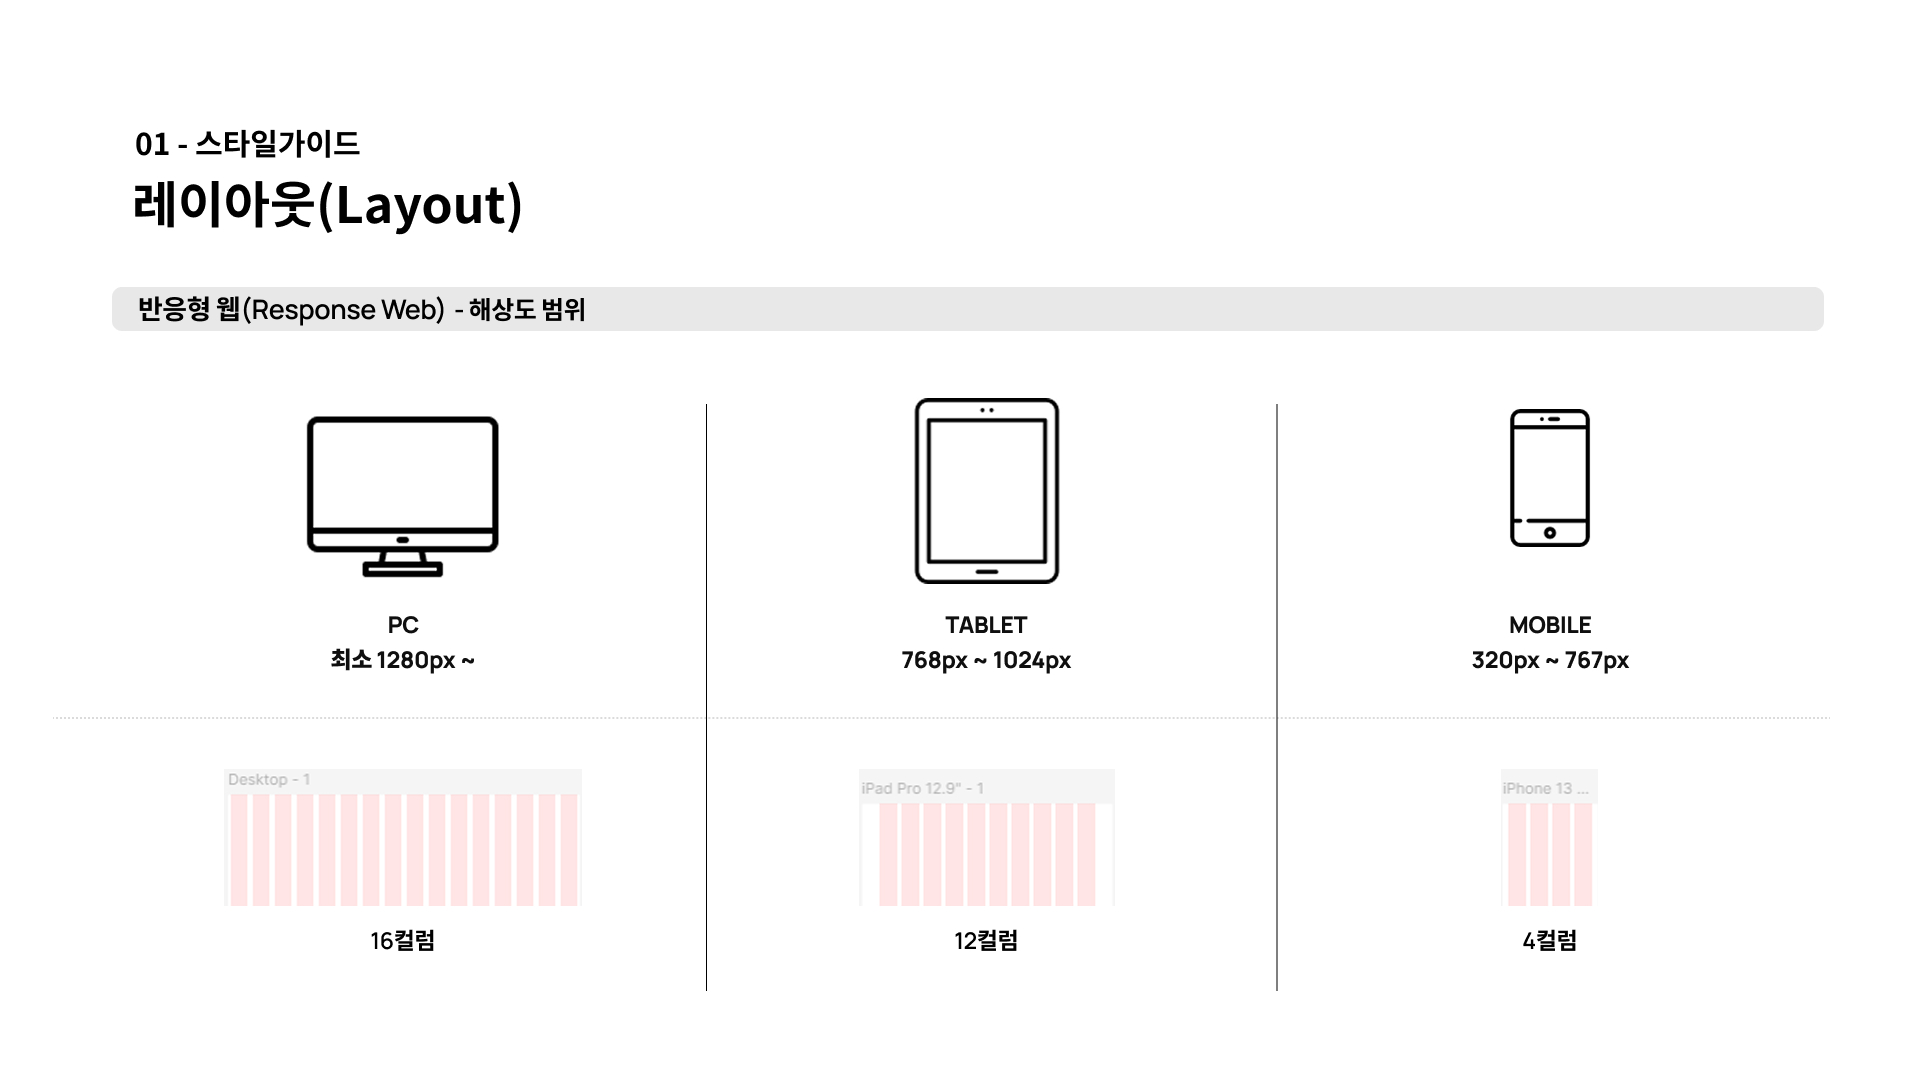 01 - 스타일가이드
레이아웃(Layout)
반응형 웹(Response Web) - 해상도 범위
PC
최소 1280px ~
TABLET
768px ~ 1024px
MOBILE
320px ~ 767px
Desktop - 1
iPad Pro 12.9" - 1
iPhone 13 ...
16컬럼
12컬럼
4컬럼